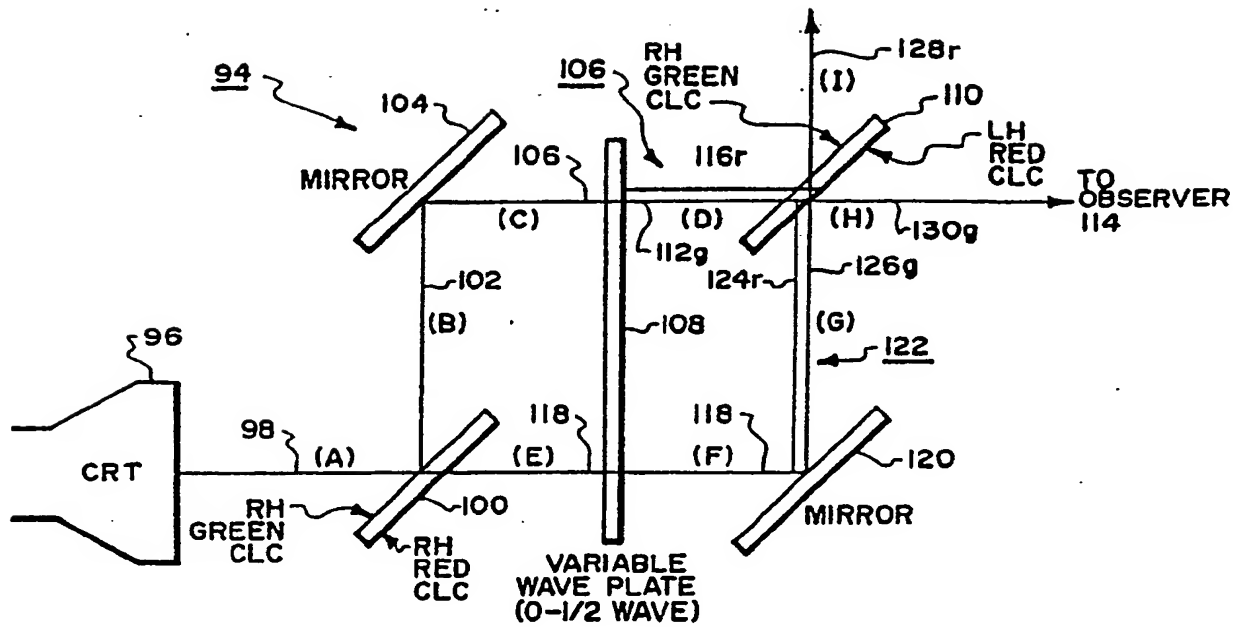 94
104
MIRROR
106
(C)
102
(B)
106
RH
GREEN
CLC
116r
(D)
112g
128r
(I)
110
LH
RED
CLC
TO
OBSERVER
114
(H)
130g
124r
126g
(G)
122
108
96
CRT
98
(A)
100
RH
GREEN
CLC
RH
RED
CLC
118
(E)
118
(F)
120
MIRROR
VARIABLE
WAVE PLATE
(0-1/2 WAVE)